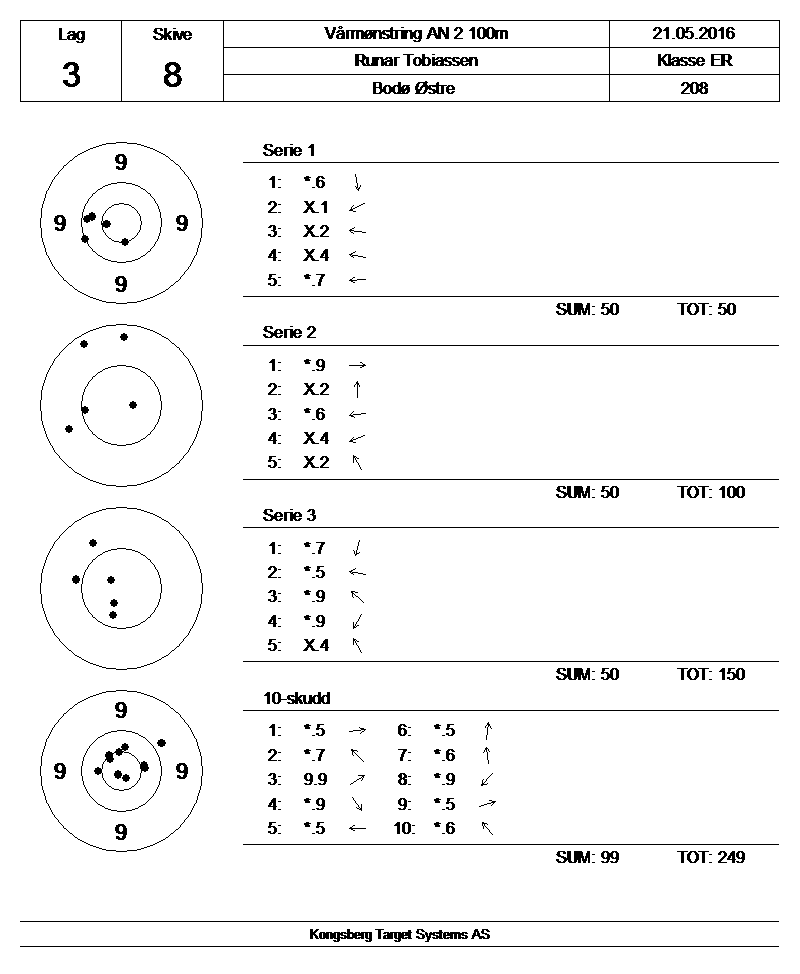 Lag Skive Vårmønstring AN 2 100m 21.05.2016
3 8 Runar Tobiassen Klasse ER
Bodø Østre 208
Serie 1
9
9 9
9
1: *.6
2: X.1
3: X.2
4: X.4
5: *.7
SUM: 50 TOT: 50
Serie 2
1: *.9
2: X.2
3: *.6
4: X.4
5: X.2
SUM: 50 TOT: 100
Serie 3
1: *.7
2: *.5
3: *.9
4: *.9
5: X.4
SUM: 50 TOT: 150
10-skudd
9
9 9
9
1: *.5 6: *.5
2: *.7 7: *.6
3: 9.9 8: *.9
4: *.9 9: *.5
5: *.5 10: *.6
SUM: 99 TOT: 249
Kongsberg Target Systems AS